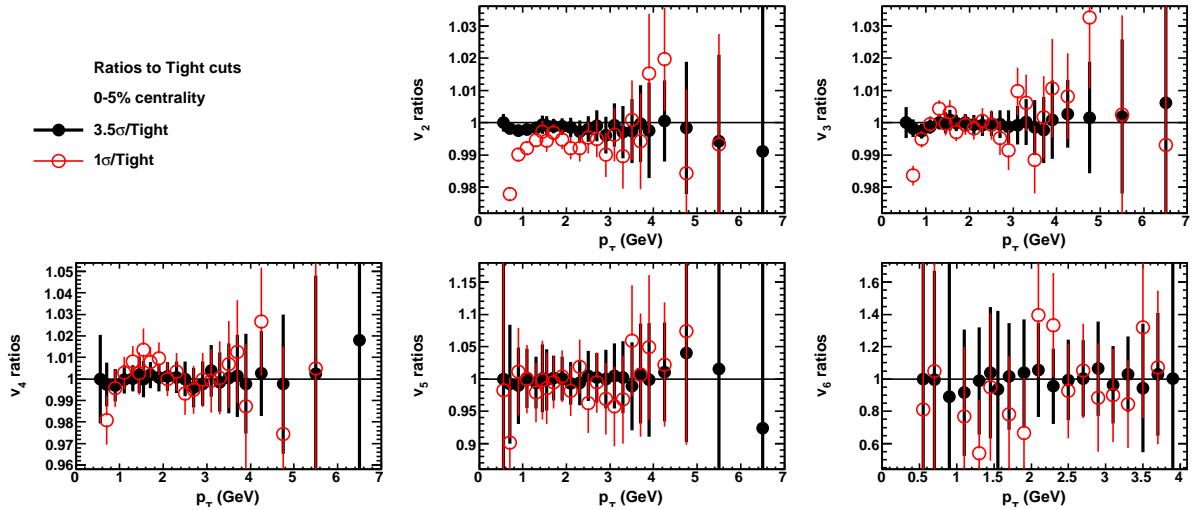 Ratios to Tight cuts
0-5% centrality
3.5σ/Tight
1σ/Tight
v2 ratios
1.03
1.02
1.01
1
0.99
0.98
0 1 2 3 4 5 6 7
pT (GeV)
v3 ratios
1.03
1.02
1.01
1
0.99
0.98
0 1 2 3 4 5 6 7
pT (GeV)
v4 ratios
1.05
1.04
1.03
1.02
1.01
1
0.99
0.98
0.97
0.96
0 1 2 3 4 5 6 7
pT (GeV)
v5 ratios
1.15
1.1
1.05
1
0.95
0.9
0 1 2 3 4 5 6 7
pT (GeV)
v6 ratios
1.6
1.4
1.2
1
0.8
0.6
0 0.5 1 1.5 2 2.5 3 3.5 4
pT (GeV)